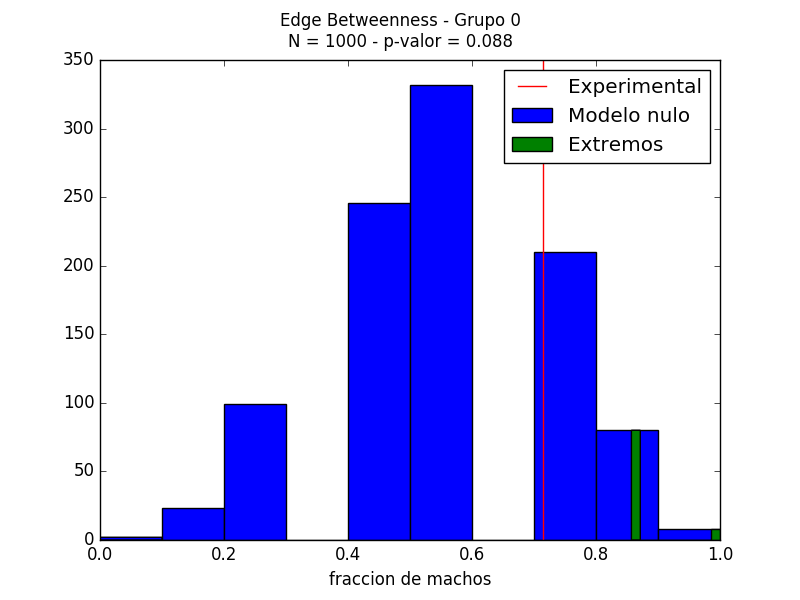 Edge Betweenness - Grupo 0
N = 1000 - p-valor = 0.088
350
300
250
200
150
100
50
0
Experimental
Modelo nulo
Extremos
0.0 0.2 0.4 0.6 0.8 1.0
fraccion de machos